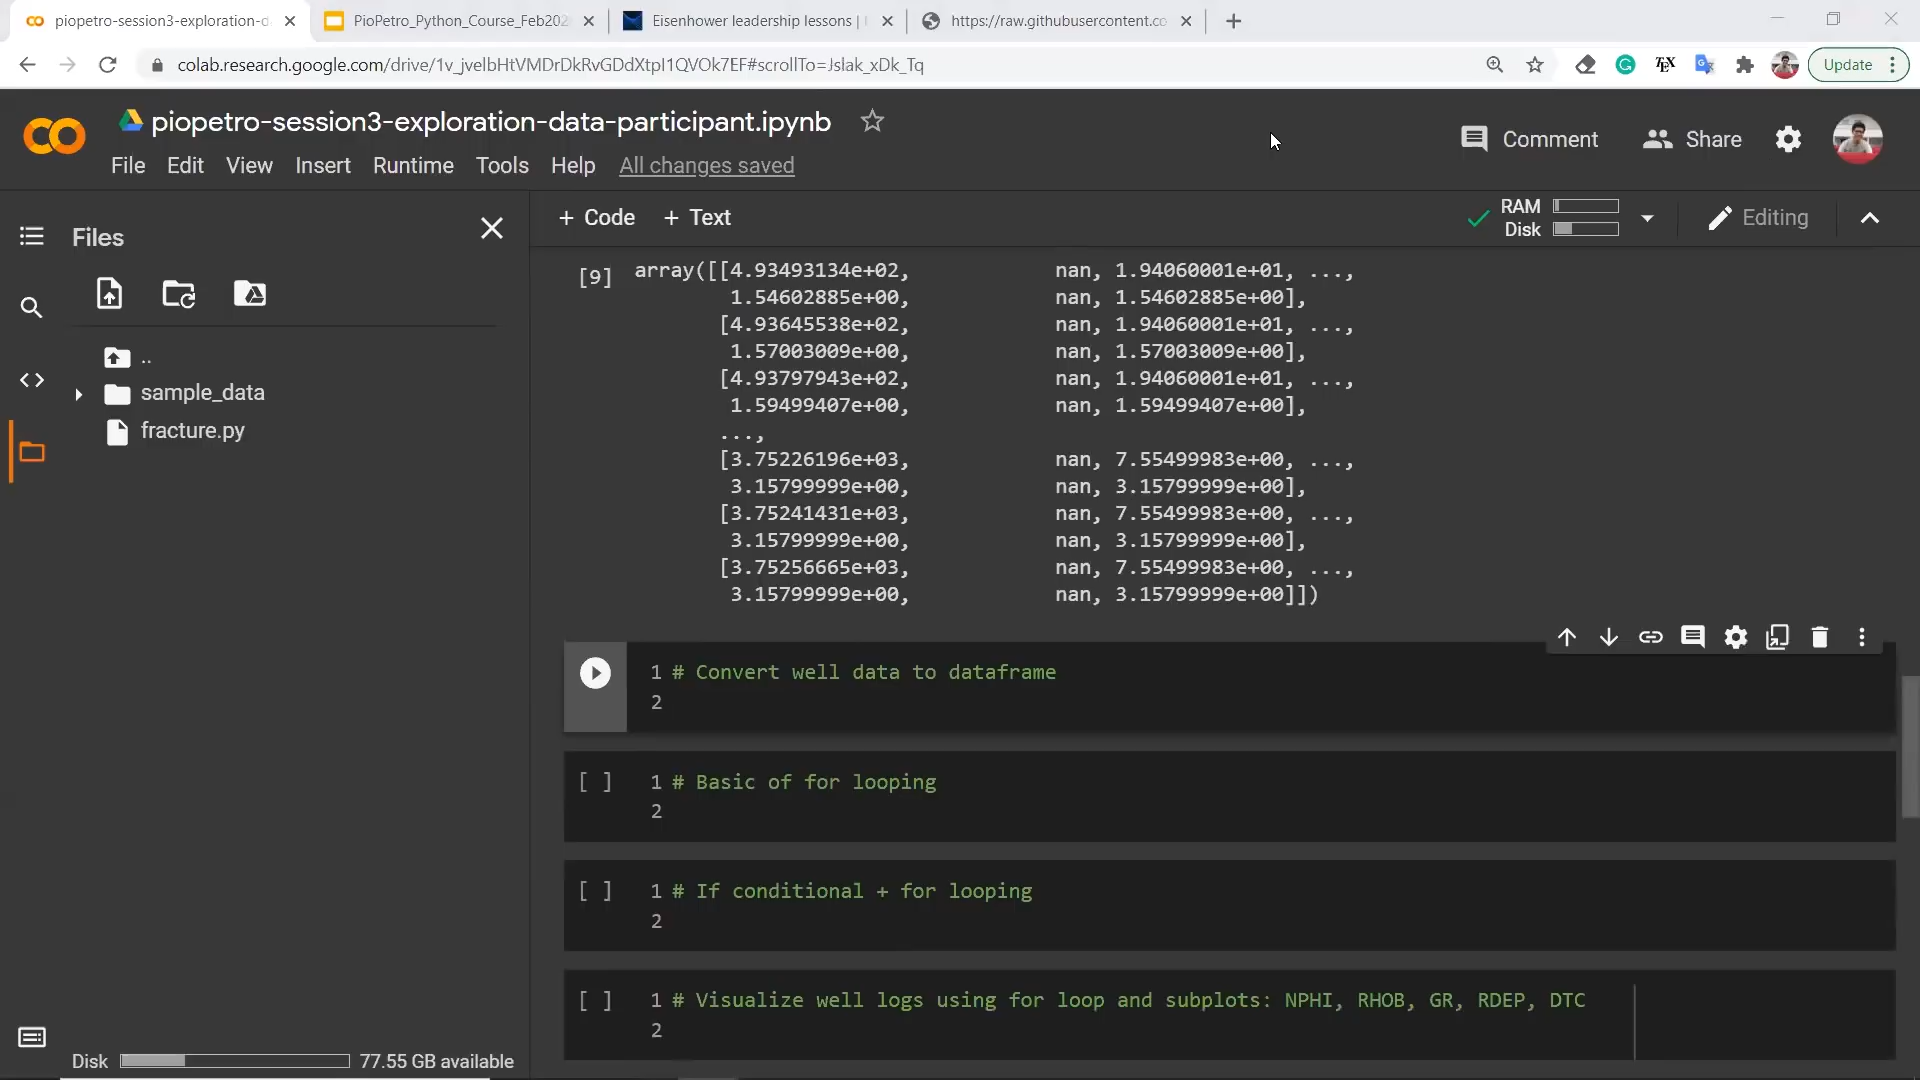 piopetro-session3-exploration-d
PioPetro_Python_Course_Feb202
Eisenhower leadership lessons |
https://raw.githubusercontent.co
colab.research.google.com/drive/1v_jvelbHtVMDrDkRvGDdXtpI1QVOk7EF#scrollTo=Jslak_xDk_Tq
TEX
Update
piopetro-session3-exploration-data-participant.ipynb
Comment
Share
File Edit View Insert Runtime Tools Help All changes saved
Files
+ Code + Text
RAM
Disk
Editing
[9] array([[4.93493134e+02, nan, 1.94060001e+01, ...,
1.54602885e+00, nan, 1.54602885e+00],
[4.93645538e+02, nan, 1.94060001e+01, ...,
1.57003009e+00, nan, 1.57003009e+00],
[4.93797943e+02, nan, 1.94060001e+01, ...,
1.59499407e+00, nan, 1.59499407e+00],
...,
[3.75226196e+03, nan, 7.55499983e+00, ...,
3.15799999e+00, nan, 3.15799999e+00],
[3.75241431e+03, nan, 7.55499983e+00, ...,
3.15799999e+00, nan, 3.15799999e+00],
[3.75256665e+03, nan, 7.55499983e+00, ...,
3.15799999e+00, nan, 3.15799999e+00]])
..
sample_data
fracture.py
1 # Convert well data to dataframe
2
[ ] 1 # Basic of for looping
2
[ ] 1 # If conditional + for looping
2
[ ] 1 # Visualize well logs using for loop and subplots: NPHI, RHOB, GR, RDEP, DTC
2
Disk 77.55 GB available